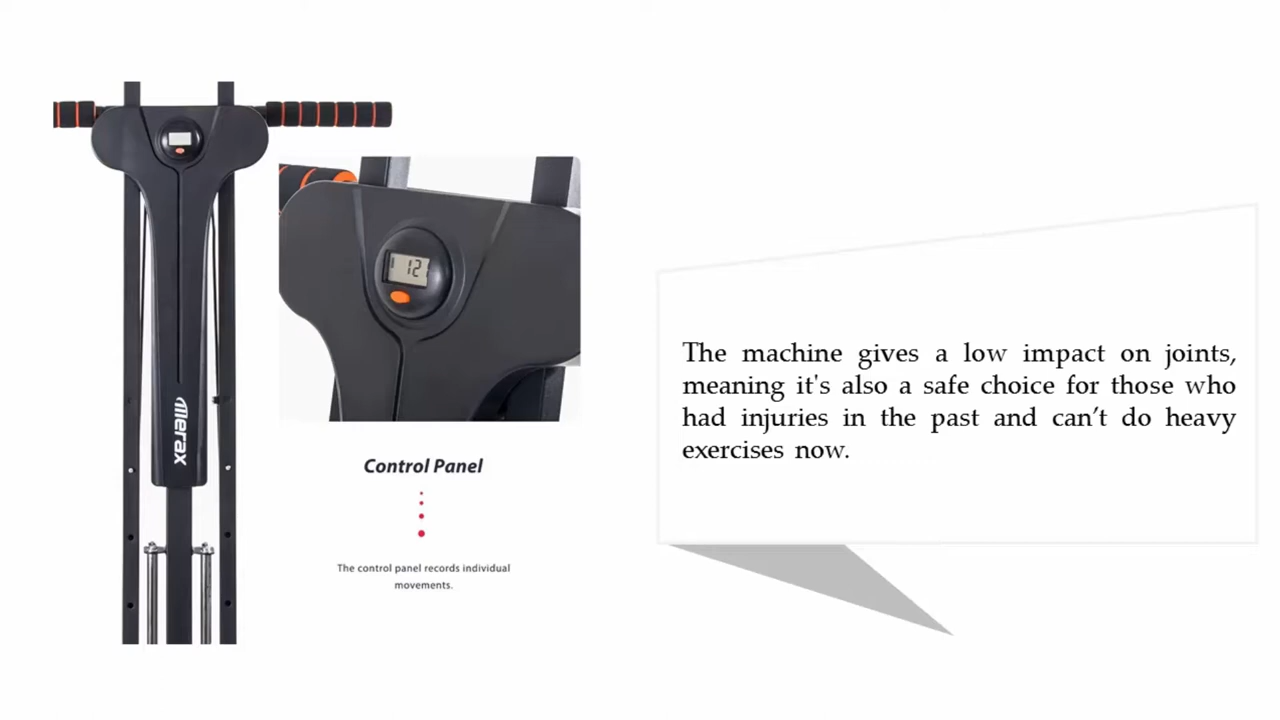 12
merax
Control Panel
The control panel records individual
movements.
The machine gives a low impact on joints,
meaning it's also a safe choice for those who
had injuries in the past and can’t do heavy
exercises now.